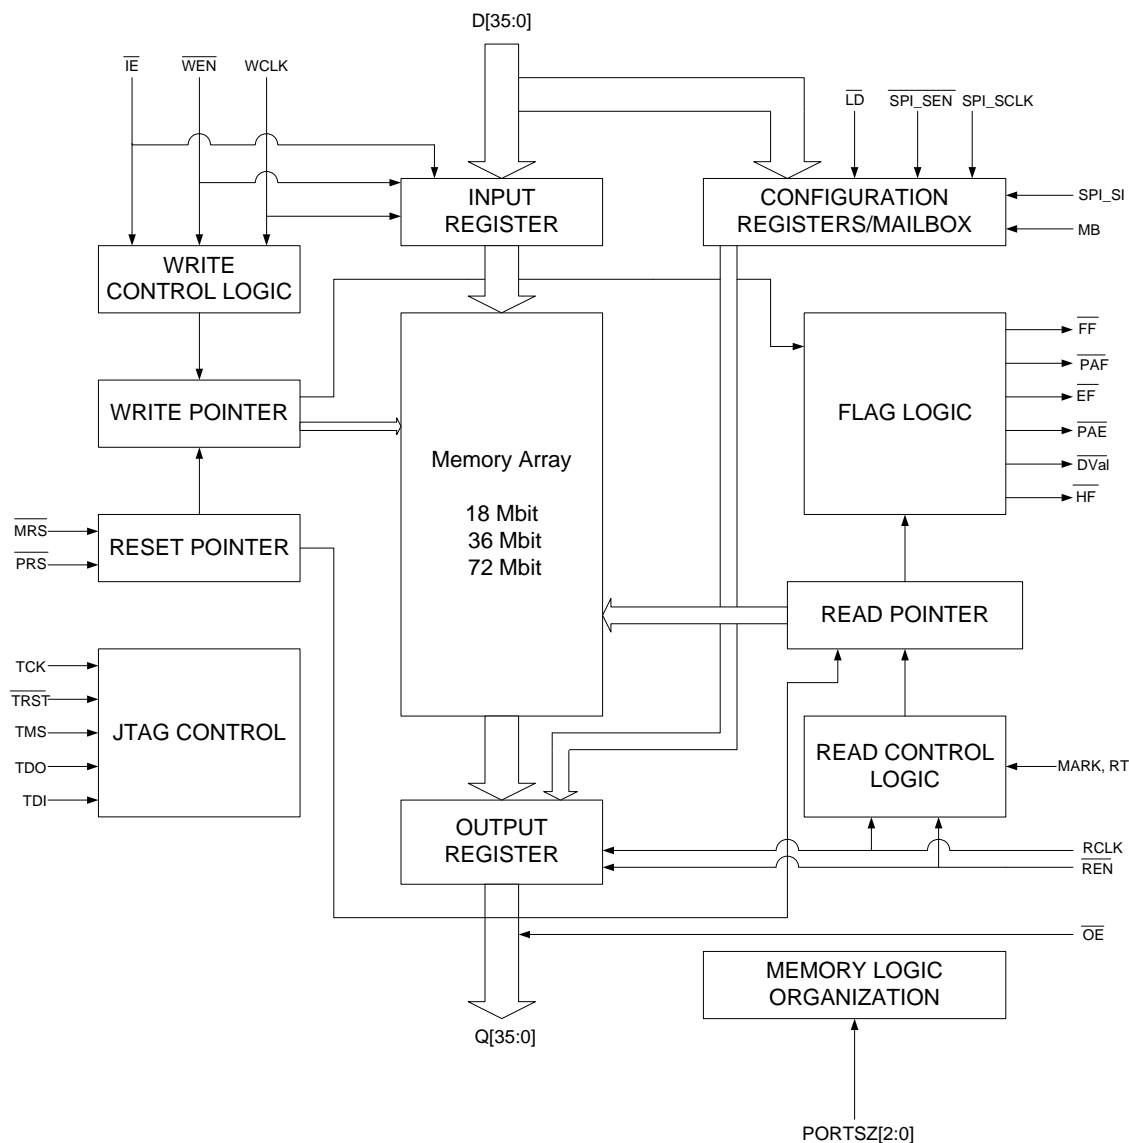 D[35:0]
IE
WEN
WCLK
LD
SPI_SEN
SPI_SCLK
INPUT
REGISTER
CONFIGURATION
REGISTERS/MAILBOX
SPI_SI
MB
WRITE
CONTROL LOGIC
WRITE POINTER
Memory Array
18 Mbit
36 Mbit
72 Mbit
FLAG LOGIC
FF
PAF
EF
PAE
DVal
HF
MRS
PRS
RESET POINTER
READ POINTER
TCK
TRST
TMS
TDO
TDI
JTAG CONTROL
READ CONTROL
LOGIC
MARK, RT
OUTPUT
REGISTER
RCLK
REN
OE
MEMORY LOGIC
ORGANIZATION
Q[35:0]
PORTSZ[2:0]